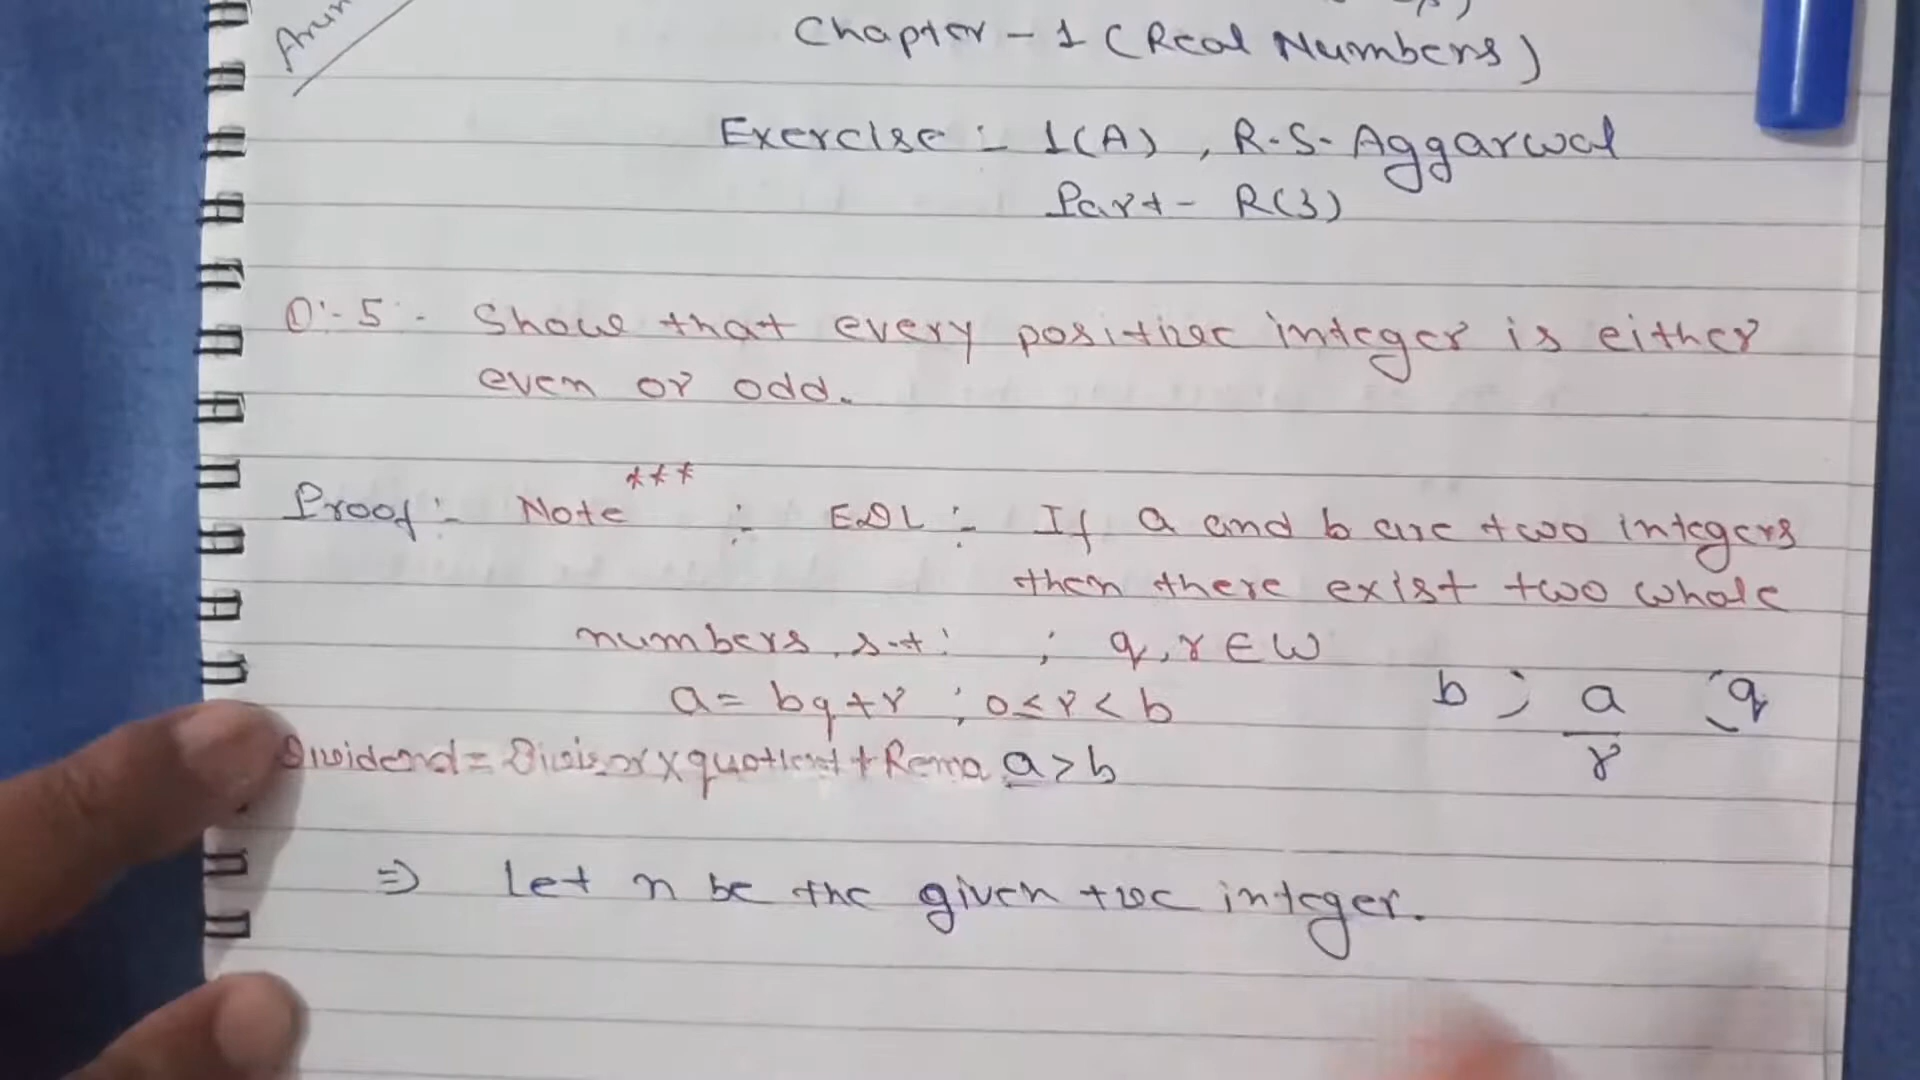 Chapter - 1 (Real Numbers)
Exercise :- 1(A), R.S. Aggarwal
Part - R(3)
Q:- 5 - Show that every positive integer is either
even or odd.
***
Proof :- Note :- EDL :- If a and b are two integers
then there exist two whole
numbers s.t : ; q, r ∈ W
a = bq + r ; 0 ≤ r < b
b ) a ( q
r
Dividend = Divisor x quotient + Rema a > b
⇒ Let n be the given +ve integer.